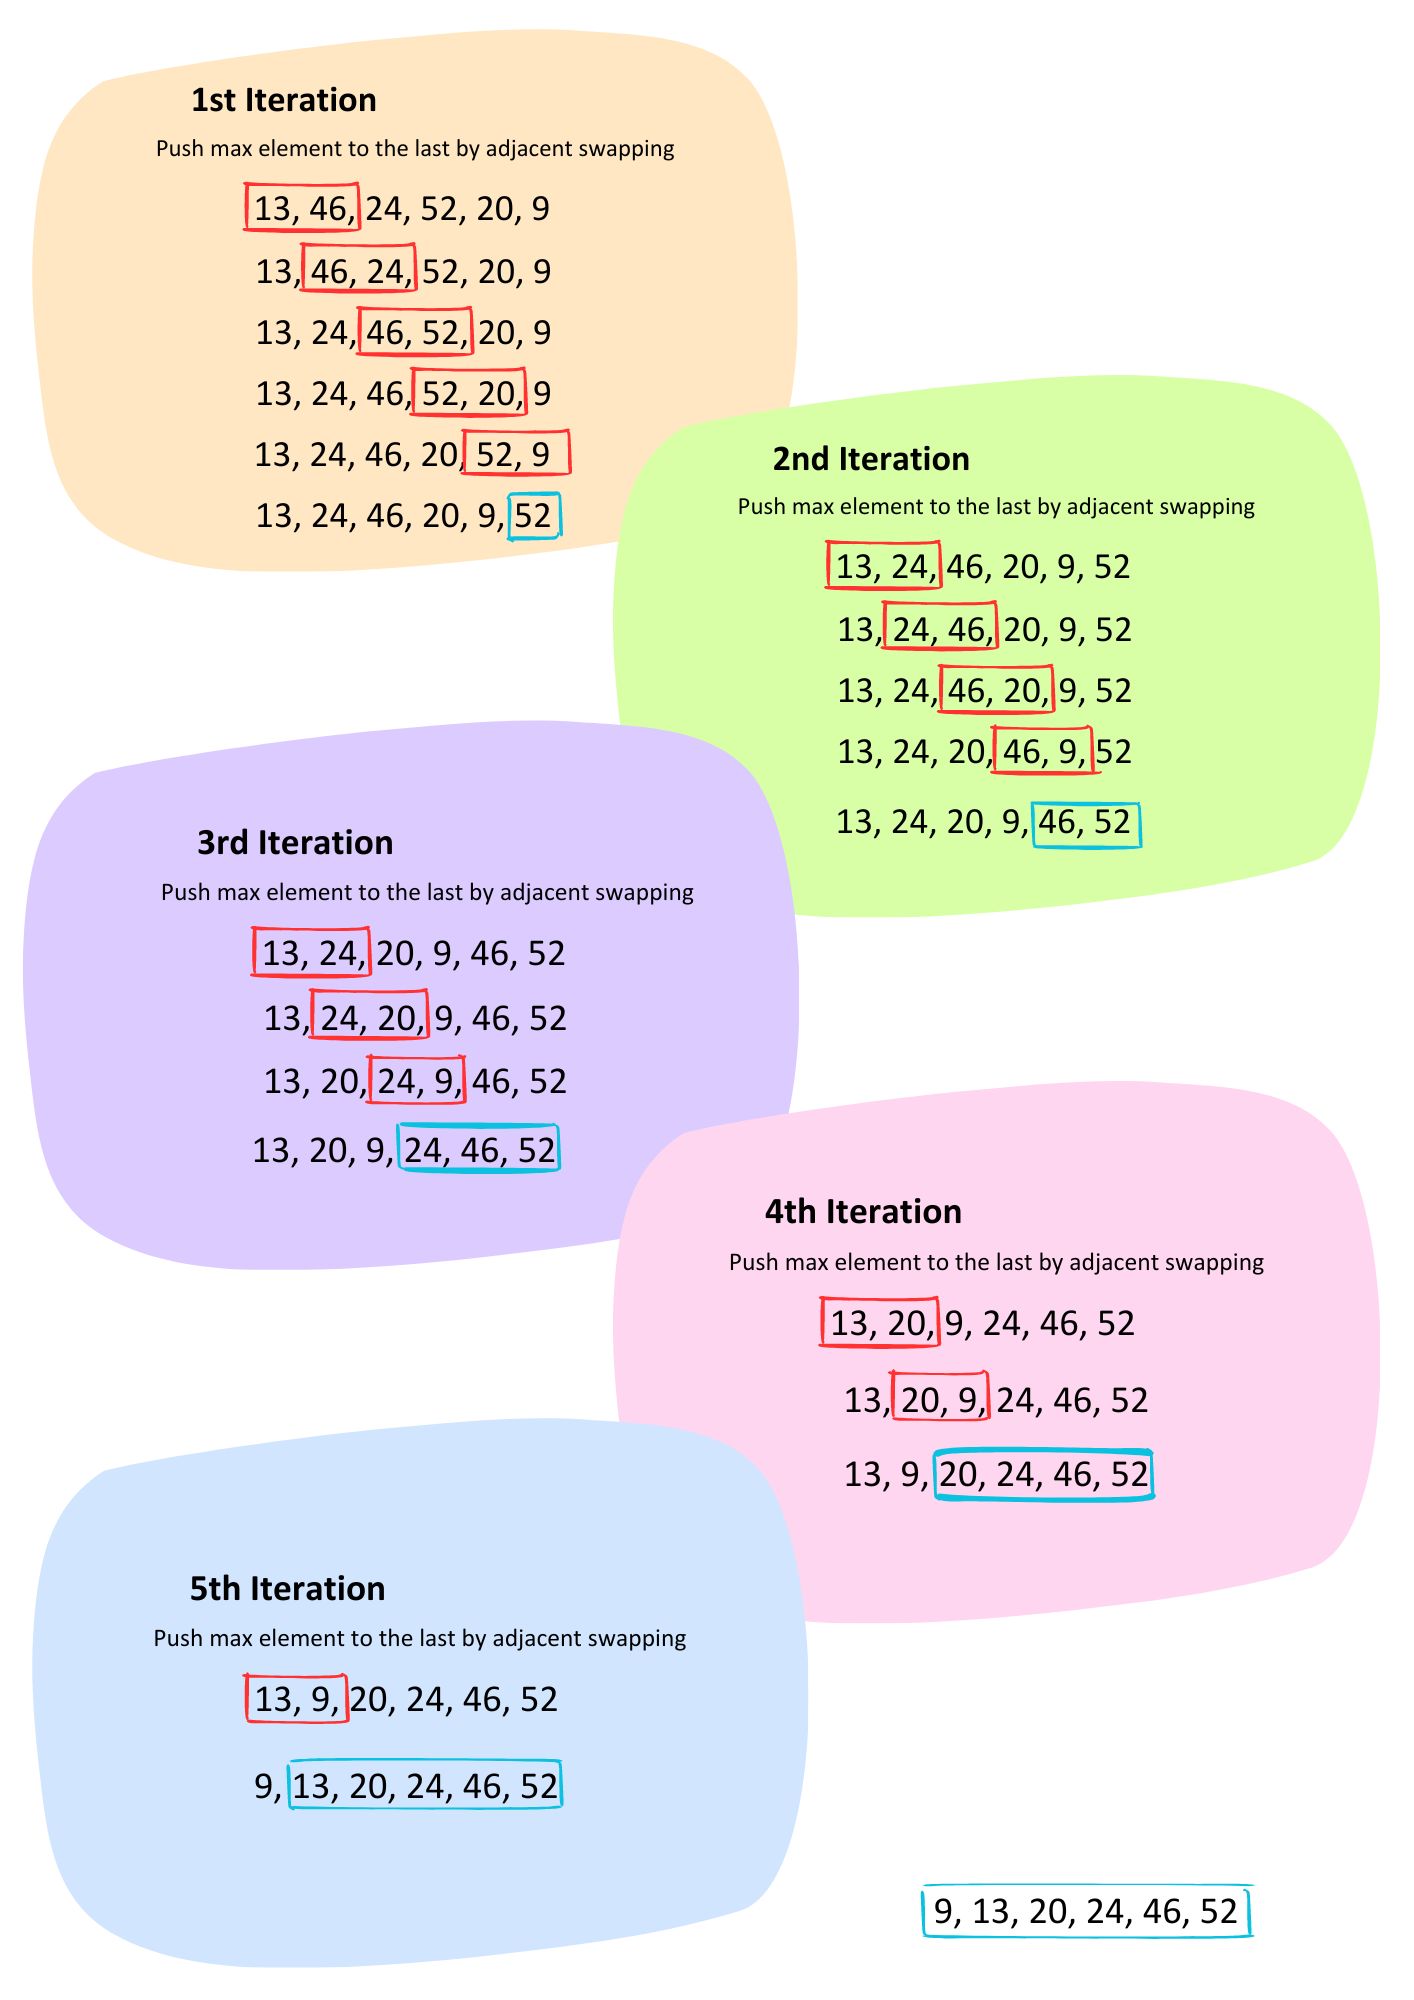 1st Iteration
Push max element to the last by adjacent swapping
13, 46, 24, 52, 20, 9
13, 46, 24, 52, 20, 9
13, 24, 46, 52, 20, 9
13, 24, 46, 52, 20, 9
13, 24, 46, 20, 52, 9
13, 24, 46, 20, 9, 52
2nd Iteration
Push max element to the last by adjacent swapping
13, 24, 46, 20, 9, 52
13, 24, 46, 20, 9, 52
13, 24, 46, 20, 9, 52
13, 24, 20, 46, 9, 52
13, 24, 20, 9, 46, 52
3rd Iteration
Push max element to the last by adjacent swapping
13, 24, 20, 9, 46, 52
13, 24, 20, 9, 46, 52
13, 20, 24, 9, 46, 52
13, 20, 9, 24, 46, 52
4th Iteration
Push max element to the last by adjacent swapping
13, 20, 9, 24, 46, 52
13, 20, 9, 24, 46, 52
13, 9, 20, 24, 46, 52
5th Iteration
Push max element to the last by adjacent swapping
13, 9, 20, 24, 46, 52
9, 13, 20, 24, 46, 52
9, 13, 20, 24, 46, 52